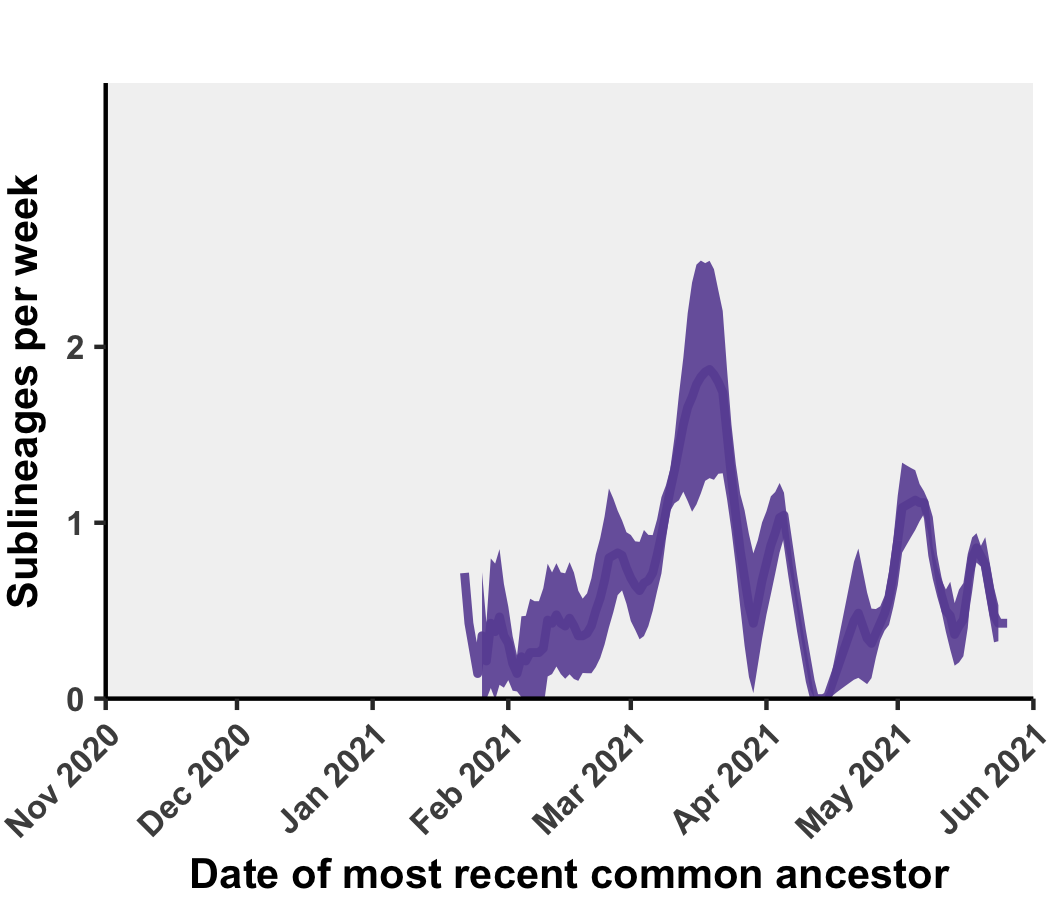 Sublineages per week
2
1
0
Nov 2020
Dec 2020
Jan 2021
Feb 2021
Mar 2021
Apr 2021
May 2021
Jun 2021
Date of most recent common ancestor